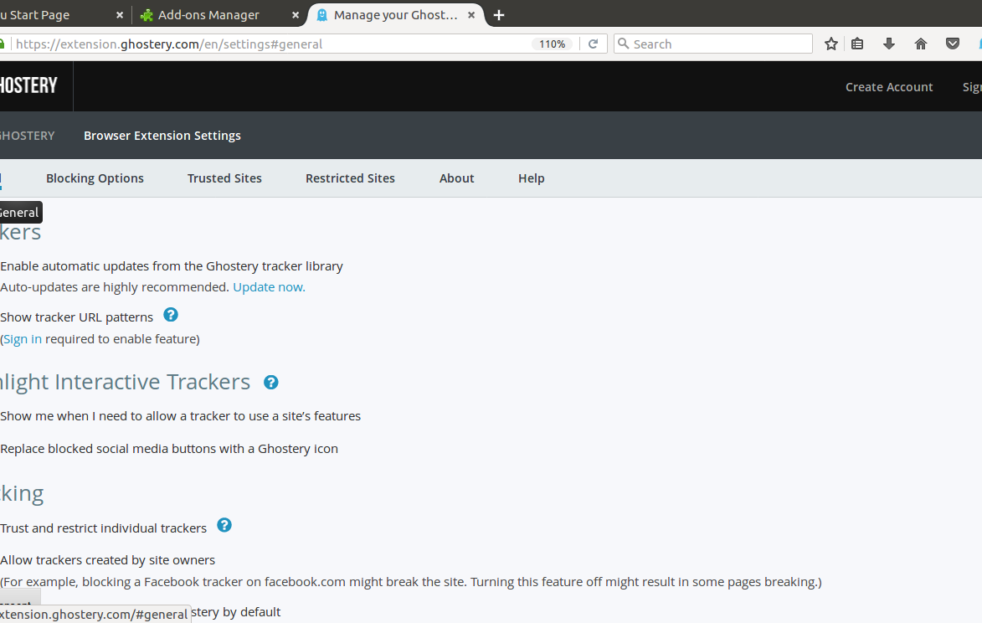 u Start Page × Add-ons Manager × Manage your Ghost... × +
https://extension.ghostery.com/en/settings#general 110% Search
HOSTERY Create Account Sig
GHOSTERY Browser Extension Settings
Blocking Options Trusted Sites Restricted Sites About Help
General
kers
Enable automatic updates from the Ghostery tracker library
Auto-updates are highly recommended. Update now.
Show tracker URL patterns ?
(Sign in required to enable feature)
light Interactive Trackers ?
Show me when I need to allow a tracker to use a site's features
Replace blocked social media buttons with a Ghostery icon
king
Trust and restrict individual trackers ?
Allow trackers created by site owners
(For example, blocking a Facebook tracker on facebook.com might break the site. Turning this feature off might result in some pages breaking.)
xtension.ghostery.com/#general stery by default